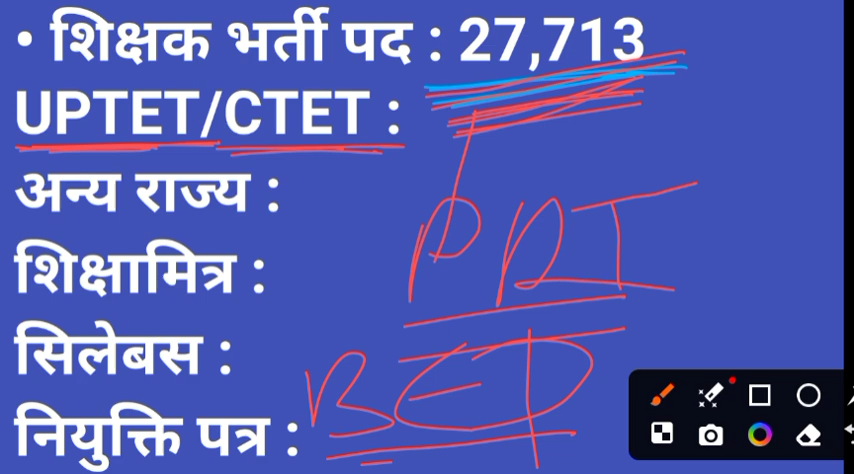 • शिक्षक भर्ती पद : 27,713
UPTET/CTET :
अन्य राज्य :
PRT
शिक्षामित्र :
सिलेबस :
BED
नियुक्ति पत्र :